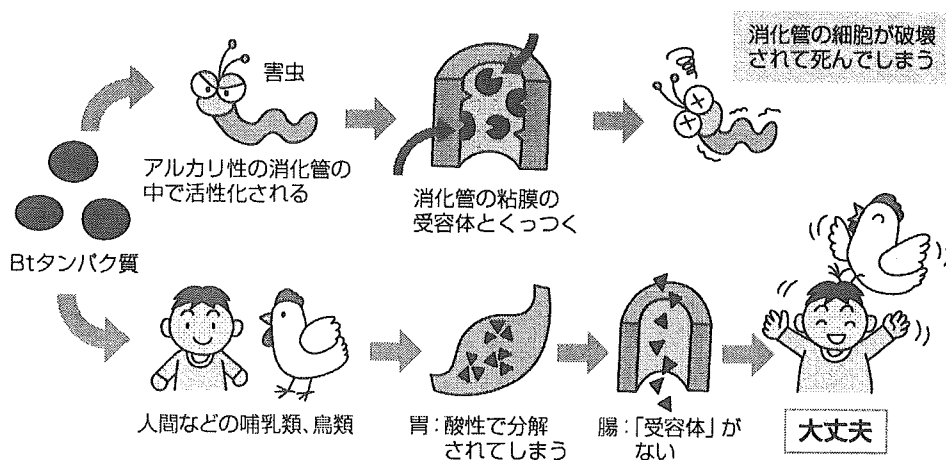 消化管の細胞が破壊
されて死んでしまう
害虫
アルカリ性の消化管の
中で活性化される
消化管の粘膜の
受容体とくっつく
Btタンパク質
人間などの哺乳類、鳥類
胃：酸性で分解
されてしまう
腸：「受容体」が
ない
大丈夫